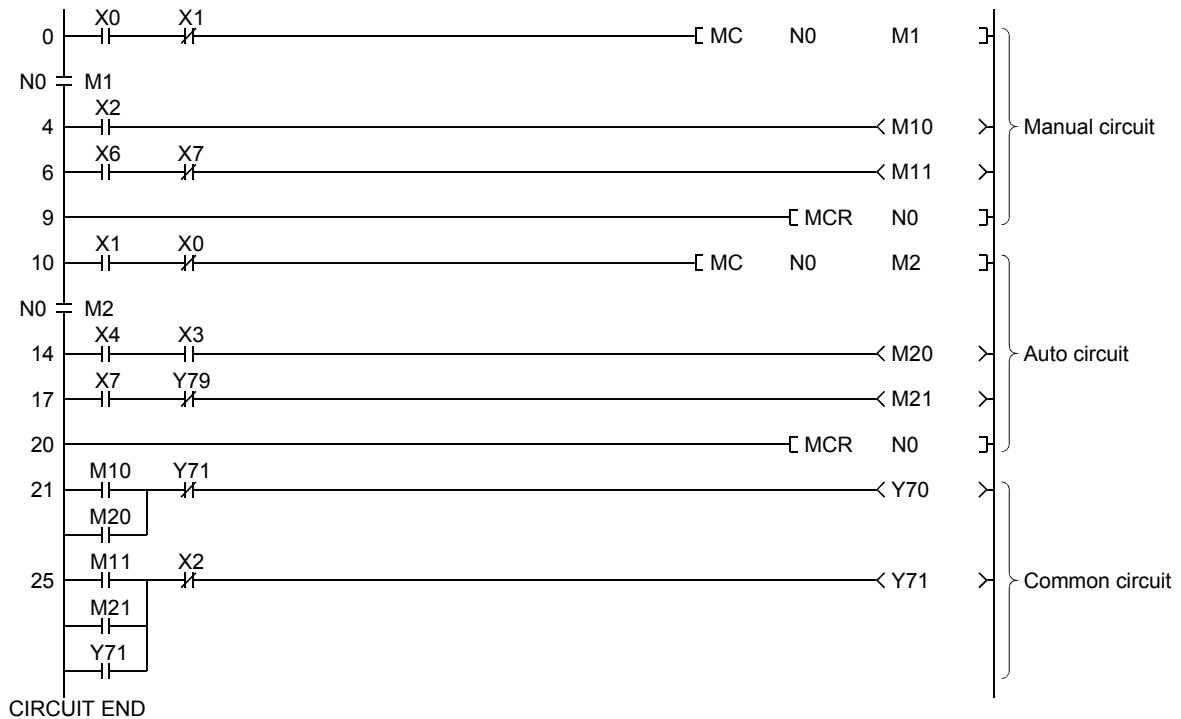 X0 X1
0 MC N0 M1
N0 M1
X2
4 M10 Manual circuit
X6 X7
6 M11
9 MCR N0
X1 X0
10 MC N0 M2
N0 M2
X4 X3
14 M20 Auto circuit
X7 Y79
17 M21
20 MCR N0
M10 Y71
21 Y70
M20
M11 X2
25 Y71 Common circuit
M21
Y71
CIRCUIT END